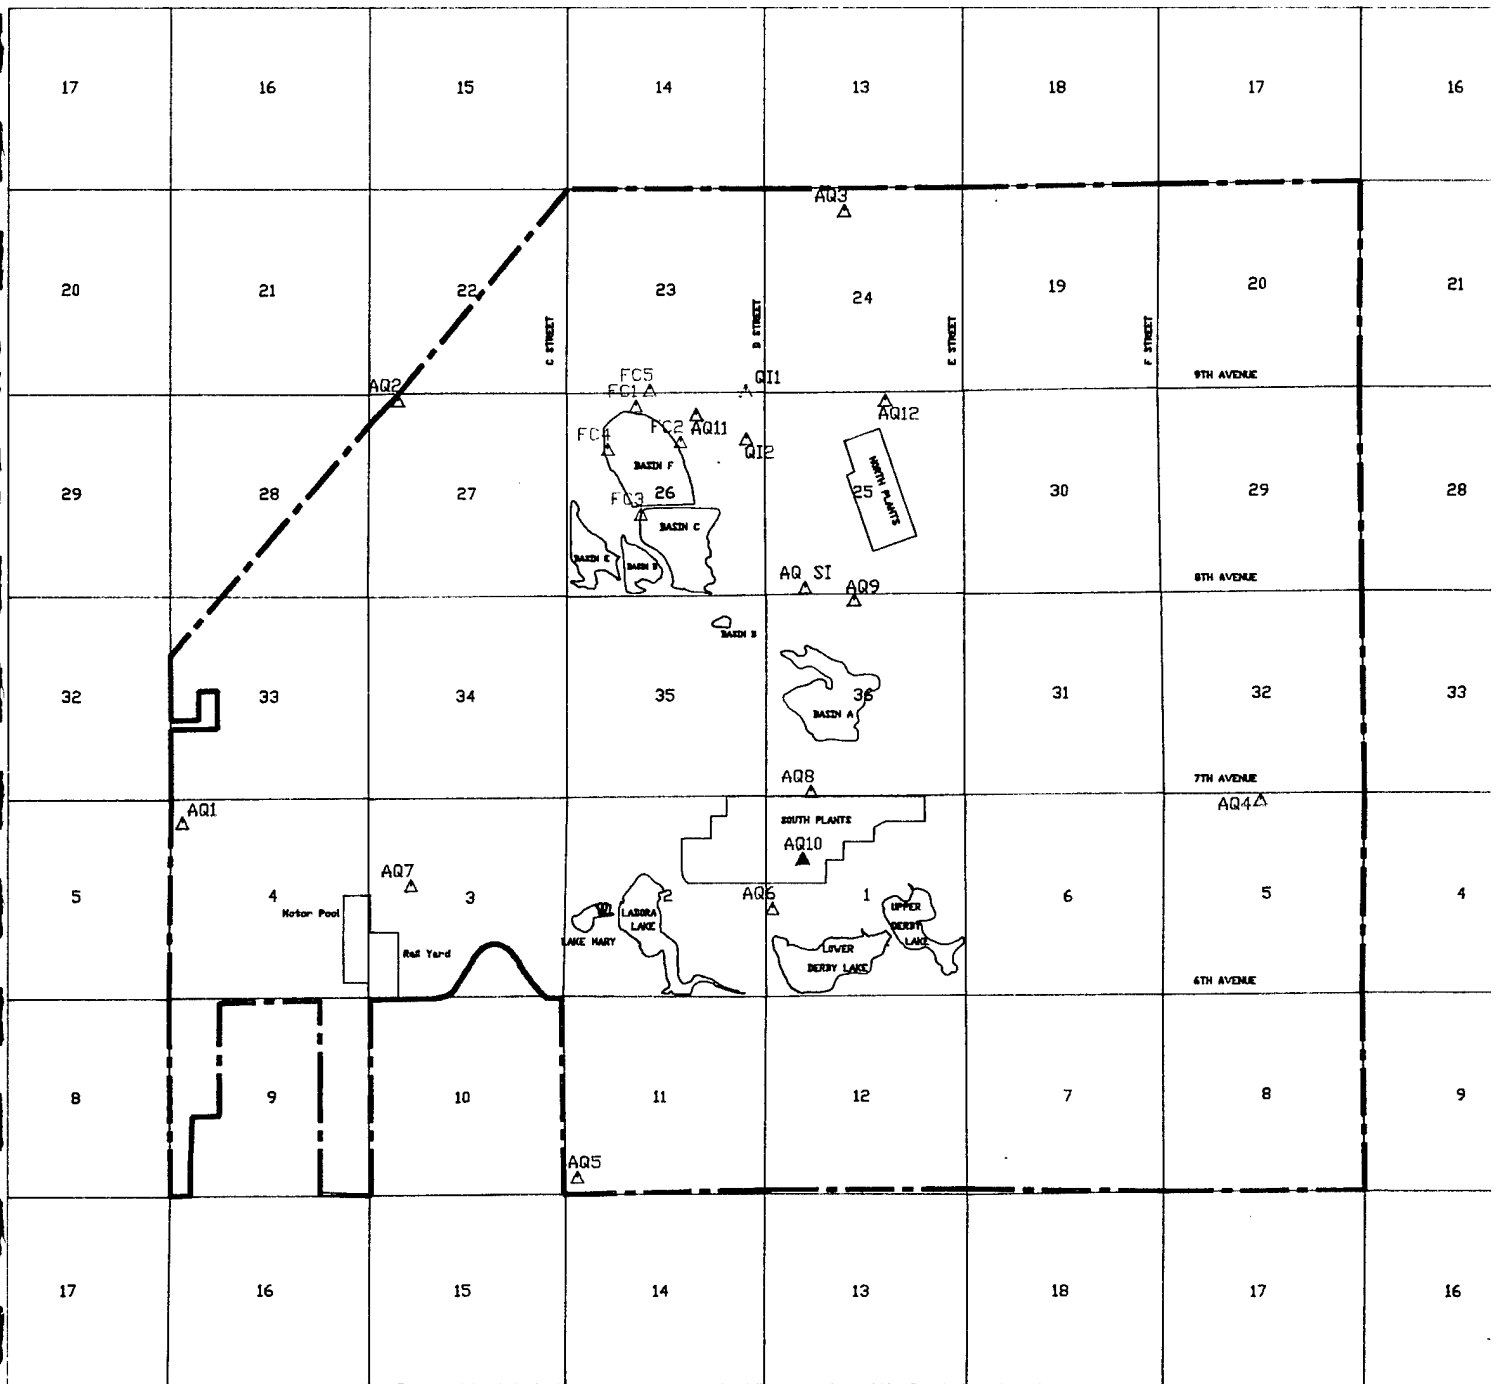 17 16 15 14 13 18 17 16
AQ3
20 21 22 23 24 19 20 21
C STREET
D STREET
E STREET
F STREET
9TH AVENUE
AQ2
FC5
QI1
FC1
AQ12
FC4
FC2
AQ11
QI2
BASIN F
NORTH PLANTS
29 28 27 26 25 30 29 28
FC3
BASIN C
BASIN E
AQ SI
AQ9
8TH AVENUE
32 33 34 35 36 31 32 33
BASIN A
AQ8
7TH AVENUE
AQ1
AQ4
SOUTH PLANTS
AQ10
AQ7
AQ6
5 4 3 2 1 6 5 4
Motor Pool
LADORA
LAKE
LAKE MARY
UPPER
DERBY
LAKE
LOWER
DERBY LAKE
Rail Yard
6TH AVENUE
8 9 10 11 12 7 8 9
AQ5
17 16 15 14 13 18 17 16